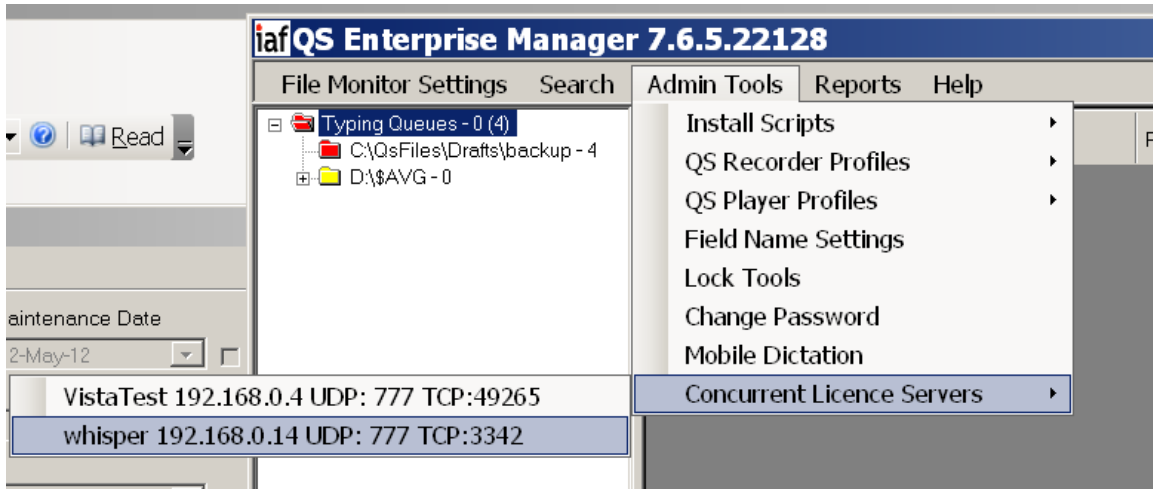 iaf QS Enterprise Manager 7.6.5.22128
File Monitor Settings Search Admin Tools Reports Help
Read
Typing Queues - 0 (4)
C:\QsFiles\Drafts\backup - 4
D:\$AVG - 0
Install Scripts
QS Recorder Profiles
QS Player Profiles
Field Name Settings
Lock Tools
Change Password
Mobile Dictation
Concurrent Licence Servers
aintenance Date
2-May-12
VistaTest 192.168.0.4 UDP: 777 TCP:49265
whisper 192.168.0.14 UDP: 777 TCP:3342